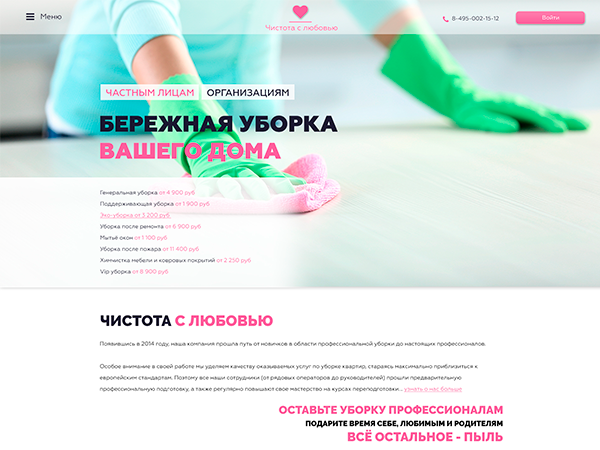 Меню
Чистота с любовью
8-495-002-15-12
Войти
ЧАСТНЫМ ЛИЦАМ ОРГАНИЗАЦИЯМ
БЕРЕЖНАЯ УБОРКА
ВАШЕГО ДОМА
Генеральная уборка от 4 900 руб
Поддерживающая уборка от 1 900 руб
Эко-уборка от 3 200 руб
Уборка после ремонта от 6 900 руб
Мытьё окон от 1 100 руб
Уборка после пожара от 11 400 руб
Химчистка мебели и ковровых покрытий от 2 250 руб
Vip уборка от 8 900 руб
ЧИСТОТА С ЛЮБОВЬЮ
Появившись в 2014 году, наша компания прошла путь от новичков в области профессиональной уборки до настоящих профессионалов.
Особое внимание в своей работе мы уделяем качеству оказываемых услуг по уборке квартир, стараясь максимально приблизиться к
европейским стандартам. Поэтому все наши сотрудники (от рядовых операторов до руководителей) прошли предварительную
профессиональную подготовку, а также регулярно повышают свое мастерство на курсах переподготовки... узнать о нас больше
ОСТАВЬТЕ УБОРКУ ПРОФЕССИОНАЛАМ
ПОДАРИТЕ ВРЕМЯ СЕБЕ, ЛЮБИМЫМ И РОДИТЕЛЯМ
ВСЁ ОСТАЛЬНОЕ - ПЫЛЬ